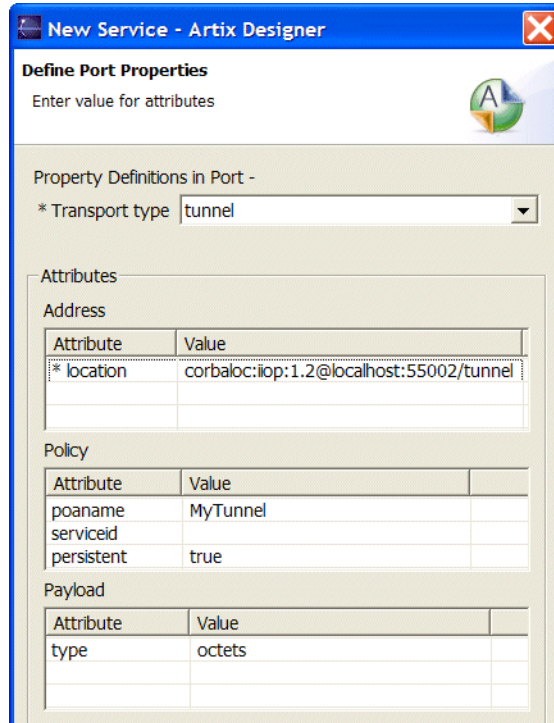 New Service - Artix Designer
Define Port Properties
Enter value for attributes
A
Property Definitions in Port -
* Transport type tunnel
Attributes
Address
Attribute Value
* location corbaloc:iiop:1.2@localhost:55002/tunnel
Policy
Attribute Value
poaname MyTunnel
serviceid
persistent true
Payload
Attribute Value
type octets